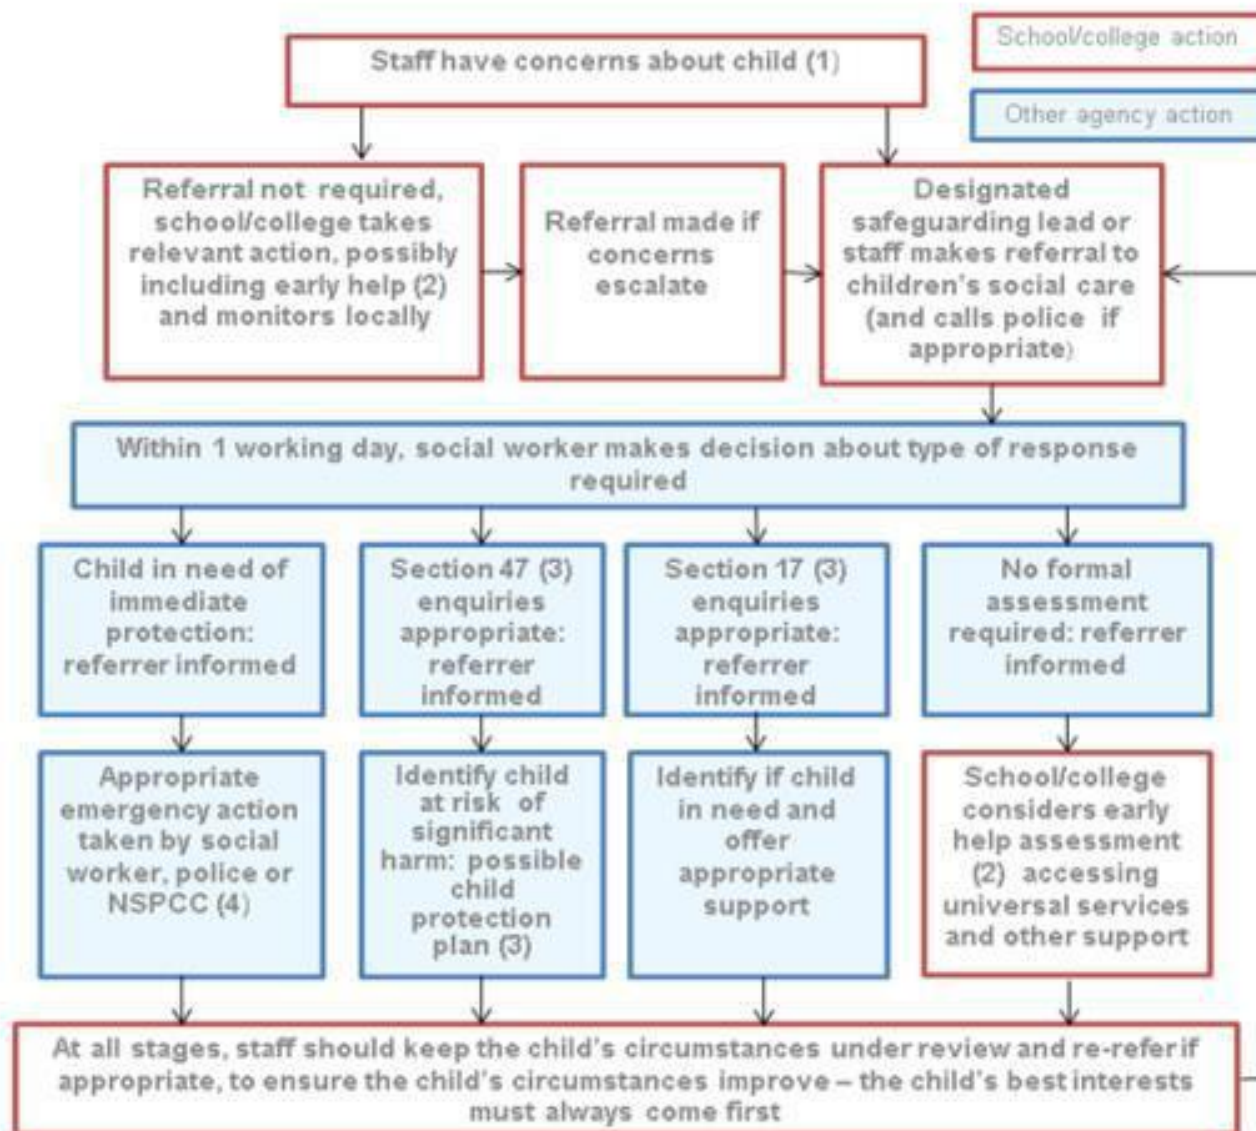 Staff have concerns about child (1)
School/college action
Other agency action
Referral not required,
school/college takes
relevant action, possibly
including early help (2)
and monitors locally
Referral made if
concerns
escalate
Designated
safeguarding lead or
staff makes referral to
children's social care
(and calls police if
appropriate)
Within 1 working day, social worker makes decision about type of response
required
Child in need of
immediate
protection:
referrer informed
Section 47 (3)
enquiries
appropriate:
referrer
informed
Section 17 (3)
enquiries
appropriate:
referrer
informed
No formal
assessment
required: referrer
informed
Appropriate
emergency action
taken by social
worker, police or
NSPCC (4)
Identify child
at risk of
significant
harm: possible
child
protection
plan (3)
Identify if child
in need and
offer
appropriate
support
School/college
considers early
help assessment
(2) accessing
universal services
and other support
At all stages, staff should keep the child's circumstances under review and re-refer if
appropriate, to ensure the child's circumstances improve – the child's best interests
must always come first